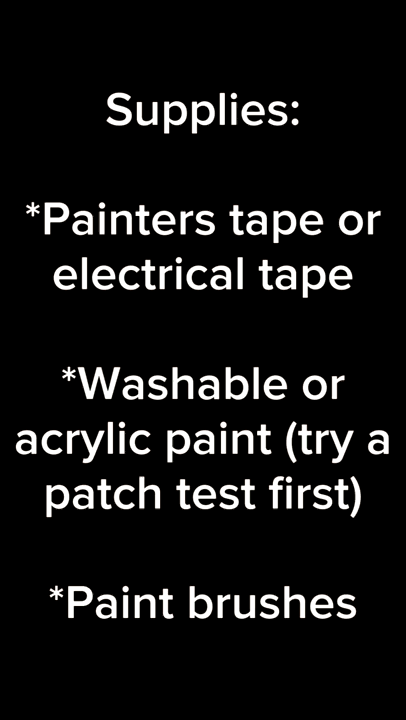 Supplies:
*Painters tape or
electrical tape
*Washable or
acrylic paint (try a
patch test first)
*Paint brushes